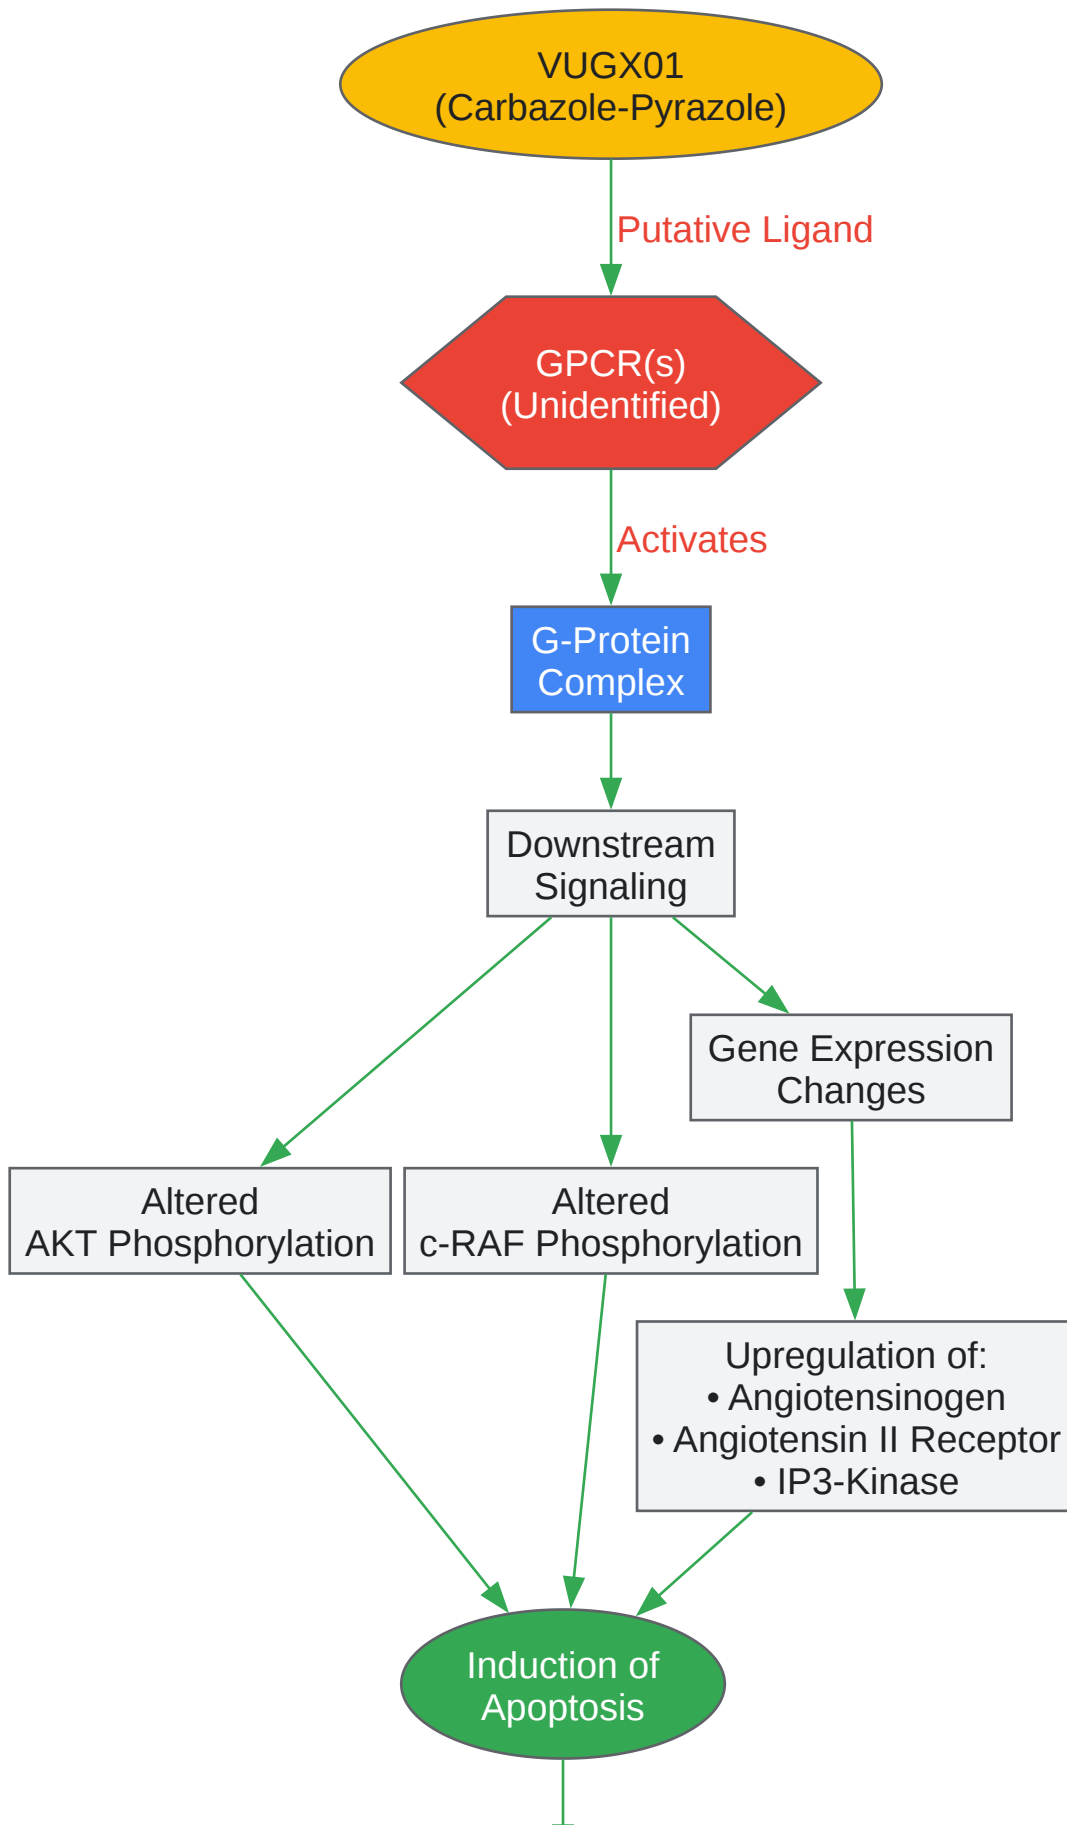 VUGX01
(Carbazole-Pyrazole)
Putative Ligand
GPCR(s)
(Unidentified)
Activates
G-Protein
Complex
Downstream
Signaling
Gene Expression
Changes
Altered
AKT Phosphorylation
Altered
c-RAF Phosphorylation
Upregulation of:
• Angiotensinogen
• Angiotensin II Receptor
• IP3-Kinase
Induction of
Apoptosis